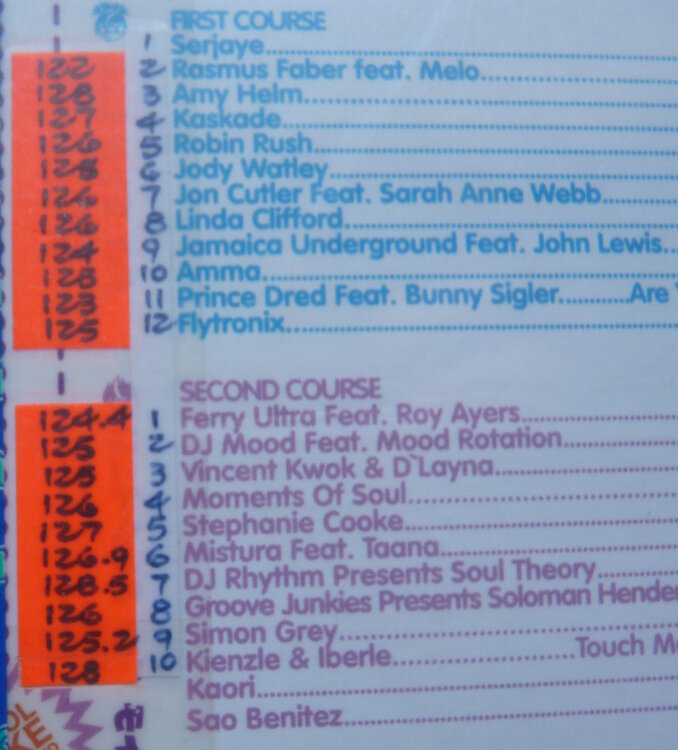 FIRST COURSE
1 Serjaye
122 2 Rasmus Faber feat. Melo
128 3 Amy Helm
127 4 Kaskade
126 5 Robin Rush
125 6 Jody Watley
126 7 Jon Cutler Feat. Sarah Anne Webb
126 8 Linda Clifford
124 9 Jamaica Underground Feat. John Lewis
128 10 Amma
123 11 Prince Dred Feat. Bunny Sigler..........Are
125 12 Flytronix
SECOND COURSE
124.4 1 Ferry Ultra Feat. Roy Ayers
125 2 DJ Mood Feat. Mood Rotation
125 3 Vincent Kwok & D`Layna
126 4 Moments Of Soul
127 5 Stephanie Cooke
126.9 6 Mistura Feat. Taana
128.5 7 DJ Rhythm Presents Soul Theory
126 8 Groove Junkies Presents Soloman
125.2 9 Simon Grey
128 10 Kienzle & Iberle..........Touch
Kaori
Sao Benitez